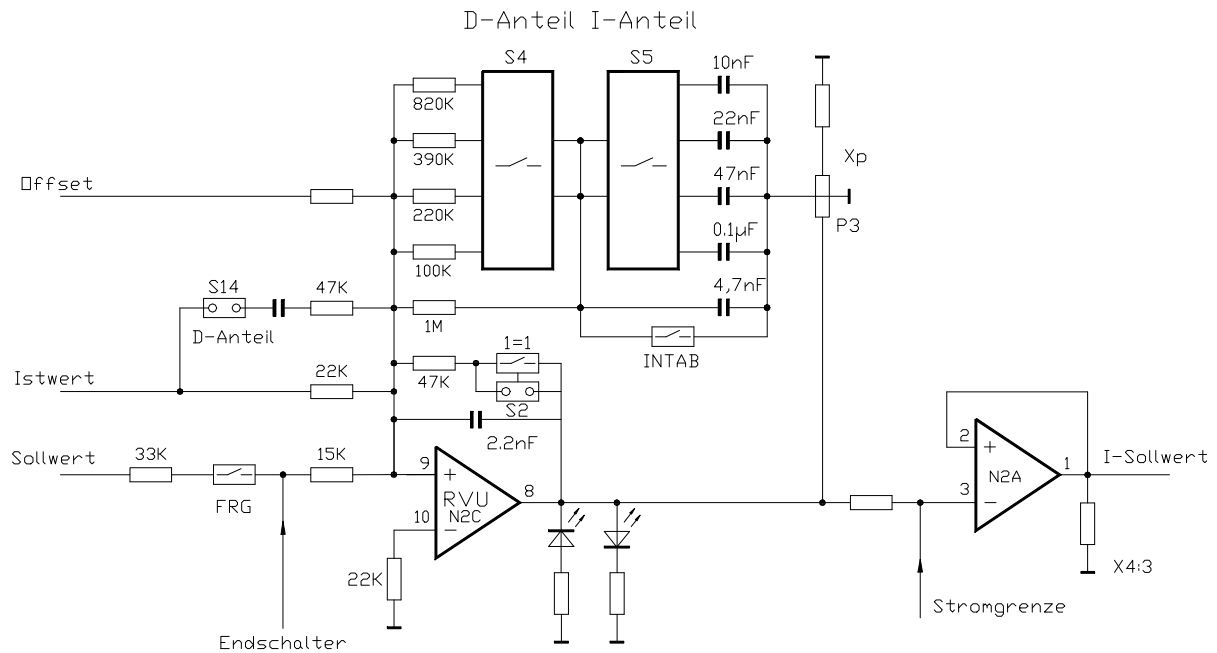 D-Anteil I-Anteil
S4
S5
10nF
820K
22nF
390K
Xp
47nF
Offset
220K
P3
0.1µF
100K
S14
47K
4,7nF
D-Anteil
1M
1=1
INTAB
Istwert
22K
47K
S2
2.2nF
Sollwert
33K
15K
9
+
2
+
I-Sollwert
1
N2A
FRG
RVU
8
3
-
10
N2C
-
22K
X4:3
Stromgrenze
Endschalter